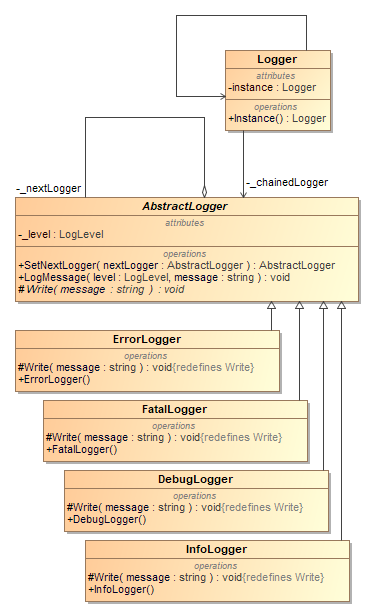 Logger
attributes
-instance : Logger
operations
+Instance() : Logger
-_nextLogger
-_chainedLogger
AbstractLogger
attributes
-_level : LogLevel
operations
+SetNextLogger( nextLogger : AbstractLogger ) : AbstractLogger
+LogMessage( level : LogLevel, message : string ) : void
#Write( message : string ) : void
ErrorLogger
operations
#Write( message : string ) : void{redefines Write}
+ErrorLogger()
FatalLogger
operations
#Write( message : string ) : void{redefines Write}
+FatalLogger()
DebugLogger
operations
#Write( message : string ) : void{redefines Write}
+DebugLogger()
InfoLogger
operations
#Write( message : string ) : void{redefines Write}
+InfoLogger()